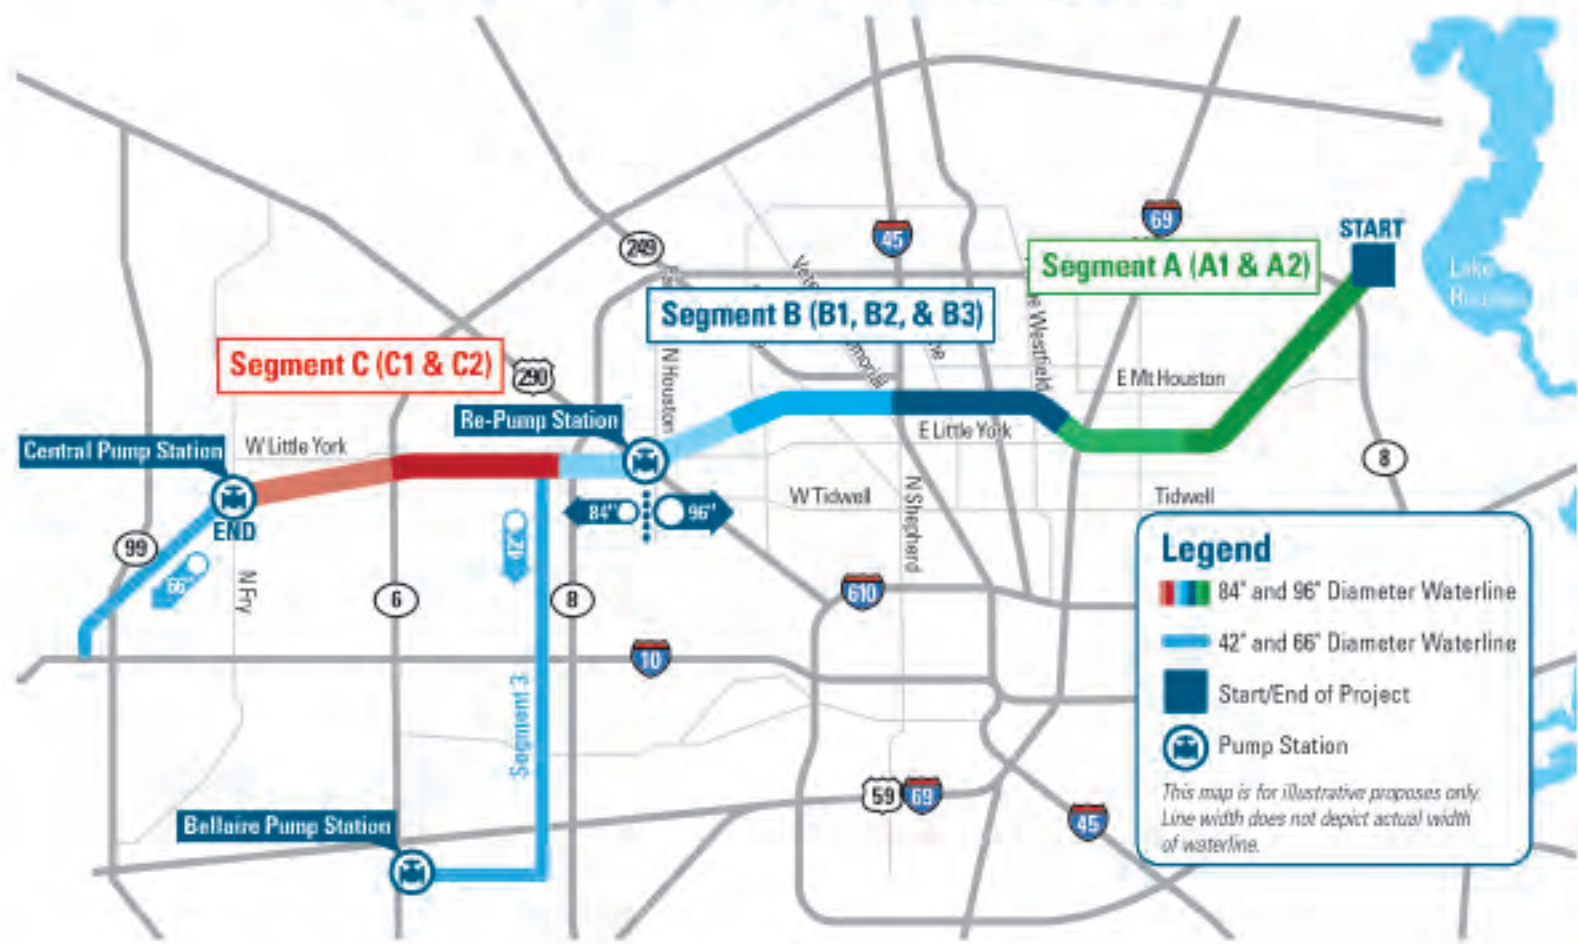 START
69
45
249
Segment A (A1 & A2)
Lake
Segment B (B1, B2, & B3)
Segment C (C1 & C2)
290
N Houston
Westfield
E Mt Houston
Re-Pump Station
Central Pump Station
W Little York
E Little York
8
END
84"
96"
W Tidwell
Tidwell
N Shepherd
42"
99
66"
N Fry
6
8
610
10
Segment 3
59
69
45
Bellaire Pump Station
Legend
84" and 96" Diameter Waterline
42" and 66" Diameter Waterline
Start/End of Project
Pump Station
This map is for illustrative proposes only.
Line width does not depict actual width
of waterline.